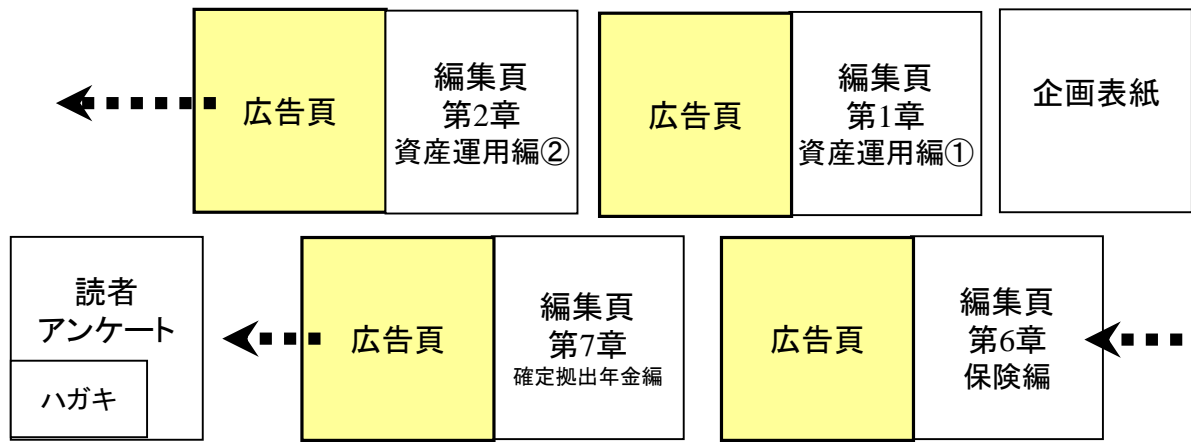 企画表紙
編集頁
第1章
資産運用編①
広告頁
編集頁
第2章
資産運用編②
広告頁
編集頁
第6章
保険編
広告頁
編集頁
第7章
確定拠出年金編
広告頁
読者
アンケート
ハガキ